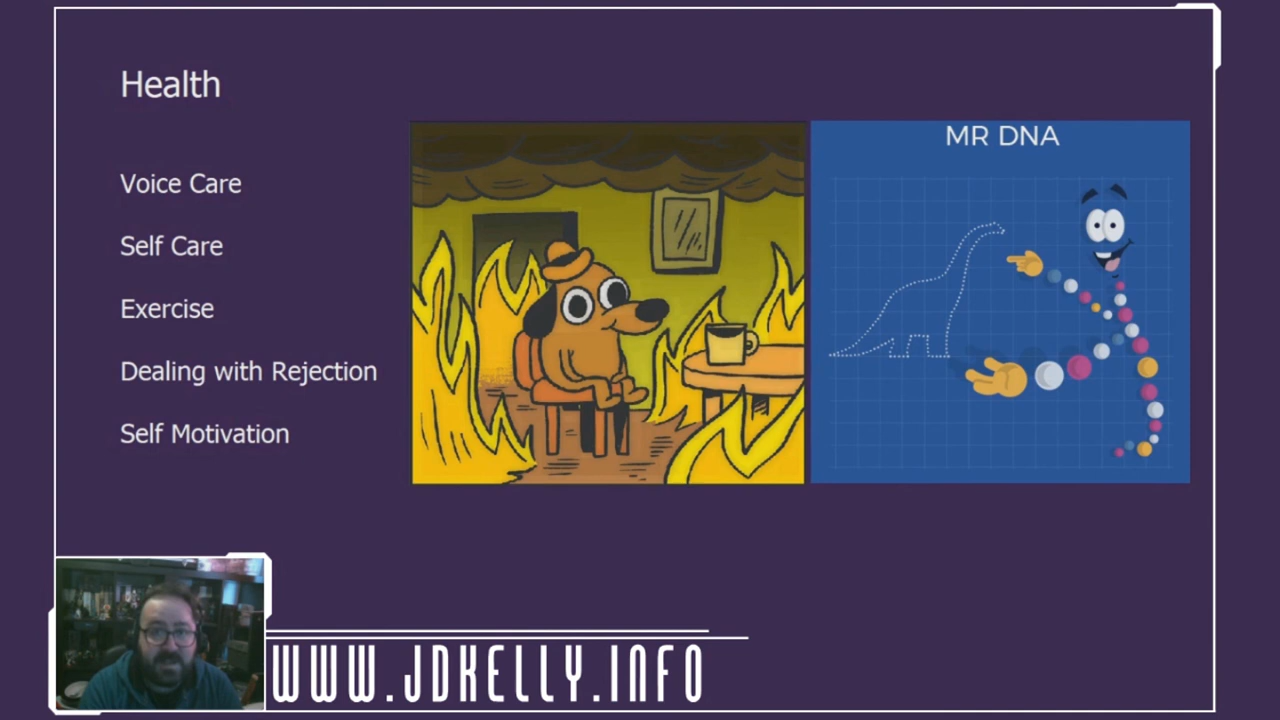 Health
Voice Care
Self Care
Exercise
Dealing with Rejection
Self Motivation
MR DNA
WWW.JDKELLY.INFO